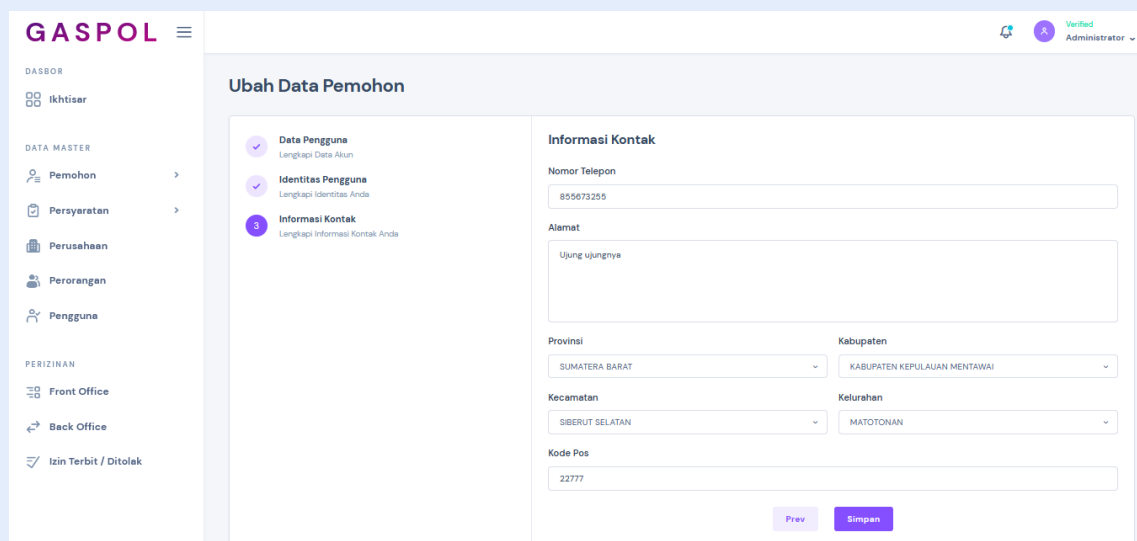 GASPOL
Verified
Administrator
DASBOR
Ikhtisar
DATA MASTER
Pemohon
Persyaratan
Perusahaan
Perorangan
Pengguna
PERIZINAN
Front Office
Back Office
Izin Terbit / Ditolak
Ubah Data Pemohon
Data Pengguna
Lengkapi Data Akun
Identitas Pengguna
Lengkapi Identitas Anda
3
Informasi Kontak
Lengkapi Informasi Kontak Anda
Informasi Kontak
Nomor Telepon
855673255
Alamat
Ujung ujungnya
Provinsi
SUMATERA BARAT
Kabupaten
KABUPATEN KEPULAUAN MENTAWAI
Kecamatan
SIBERUT SELATAN
Kelurahan
MATOTONAN
Kode Pos
22777
Prev
Simpan